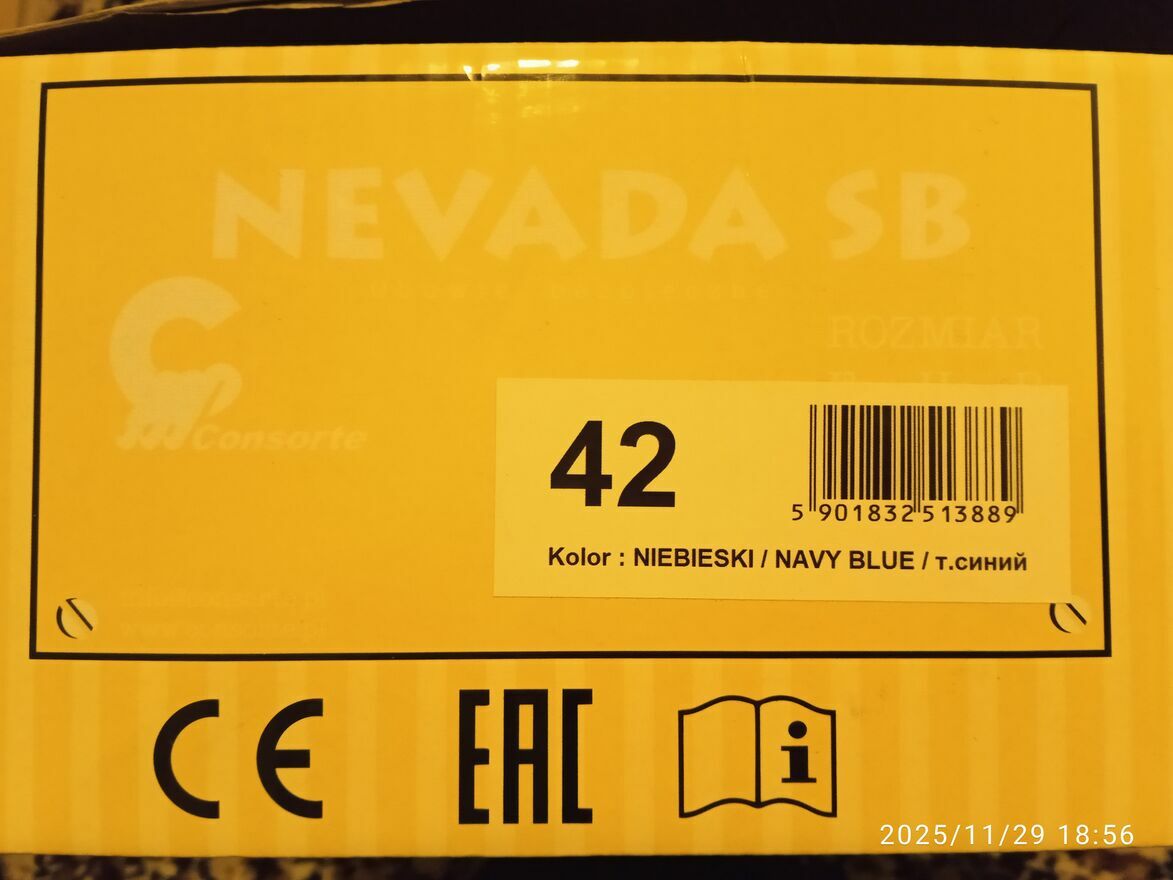 NEVADA SB
ROZMIAR
Consorte
42
5 901832 513889
Kolor : NIEBIESKI / NAVY BLUE / т.синий
CE
EAC
i
2025/11/29 18:56